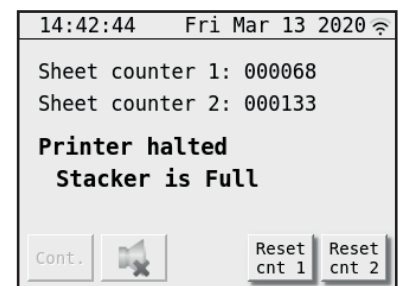 14:42:44 Fri Mar 13 2020
Sheet counter 1: 000068
Sheet counter 2: 000133
Printer halted
Stacker is Full
Cont.
Reset
cnt 1
Reset
cnt 2